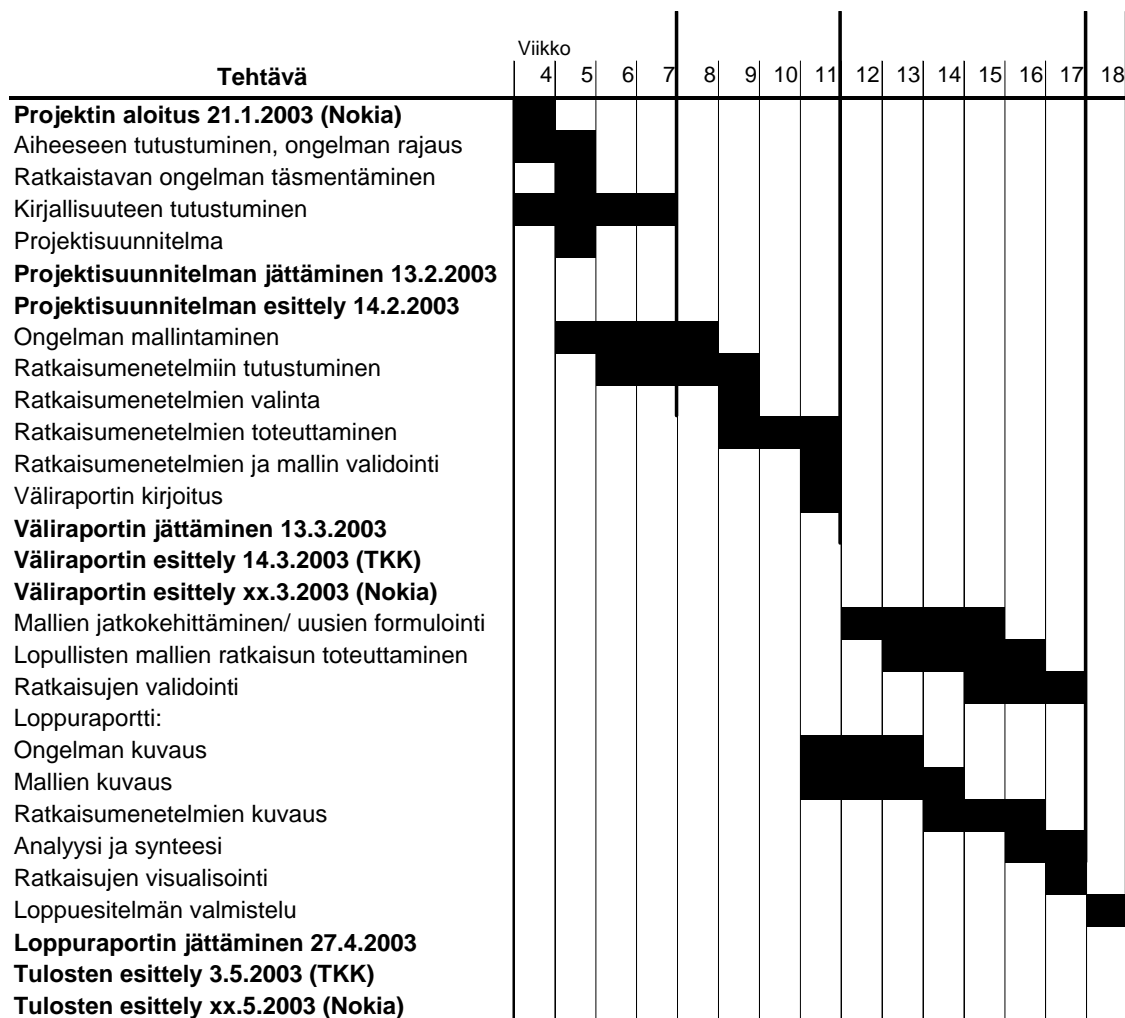 Viikko
Tehtävä 4 5 6 7 8 9 10 11 12 13 14 15 16 17 18
Projektin aloitus 21.1.2003 (Nokia)
Aiheeseen tutustuminen, ongelman rajaus
Ratkaistavan ongelman täsmentäminen
Kirjallisuuteen tutustuminen
Projektisuunnitelma
Projektisuunnitelman jättäminen 13.2.2003
Projektisuunnitelman esittely 14.2.2003
Ongelman mallintaminen
Ratkaisumenetelmiin tutustuminen
Ratkaisumenetelmien valinta
Ratkaisumenetelmien toteuttaminen
Ratkaisumenetelmien ja mallin validointi
Väliraportin kirjoitus
Väliraportin jättäminen 13.3.2003
Väliraportin esittely 14.3.2003 (TKK)
Väliraportin esittely xx.3.2003 (Nokia)
Mallien jatkokehittäminen/ uusien formulointi
Lopullisten mallien ratkaisun toteuttaminen
Ratkaisujen validointi
Loppuraportti:
Ongelman kuvaus
Mallien kuvaus
Ratkaisumenetelmien kuvaus
Analyysi ja synteesi
Ratkaisujen visualisointi
Loppuesitelmän valmistelu
Loppuraportin jättäminen 27.4.2003
Tulosten esittely 3.5.2003 (TKK)
Tulosten esittely xx.5.2003 (Nokia)